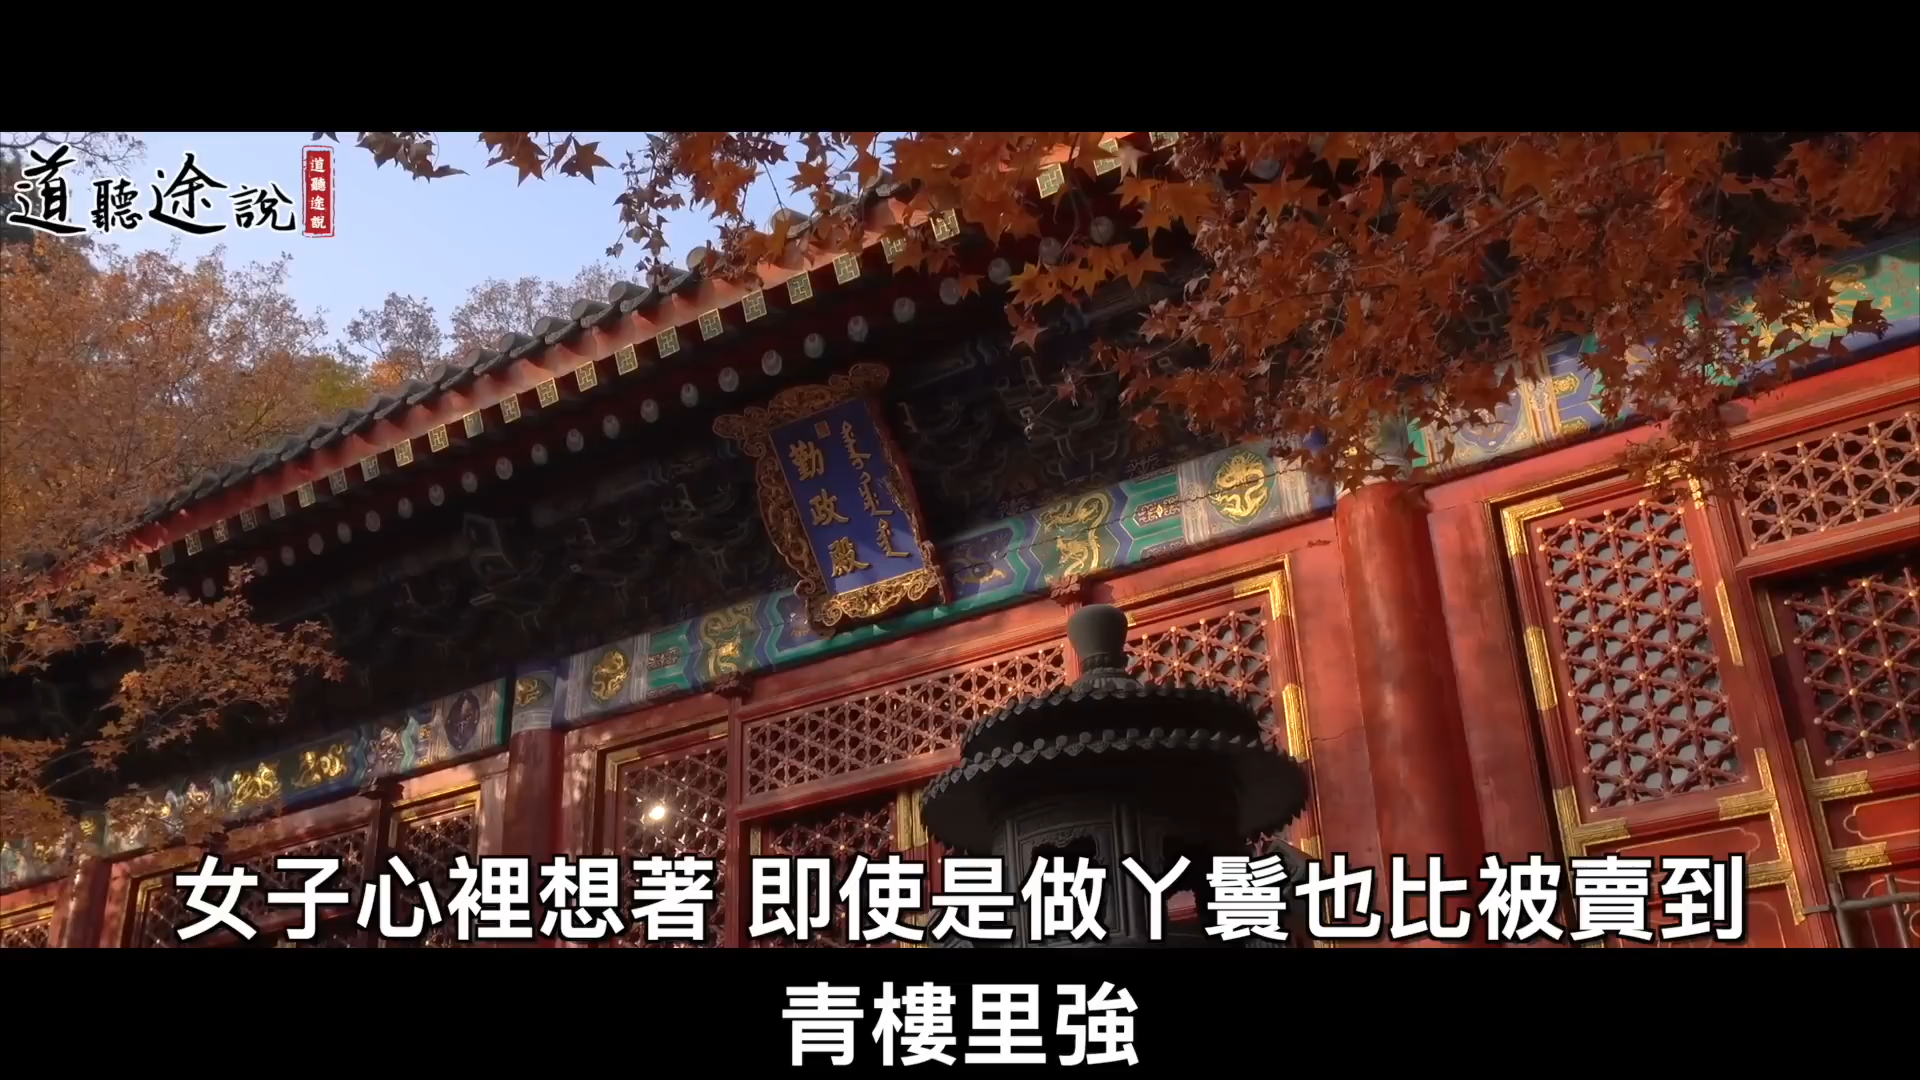 道聽途說
道聽途說
勤政殿
女子心裡想著 即使是做丫鬟也比被賣到
青樓里強